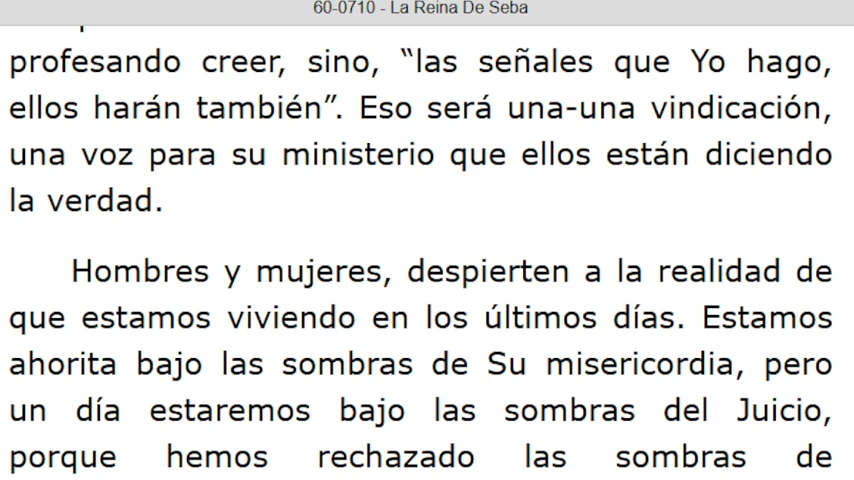 60-0710 - La Reina De Seba
profesando creer, sino, “las señales que Yo hago,
ellos harán también”. Eso será una-una vindicación,
una voz para su ministerio que ellos están diciendo
la verdad.
Hombres y mujeres, despierten a la realidad de
que estamos viviendo en los últimos días. Estamos
ahorita bajo las sombras de Su misericordia, pero
un día estaremos bajo las sombras del Juicio,
porque hemos rechazado las sombras de